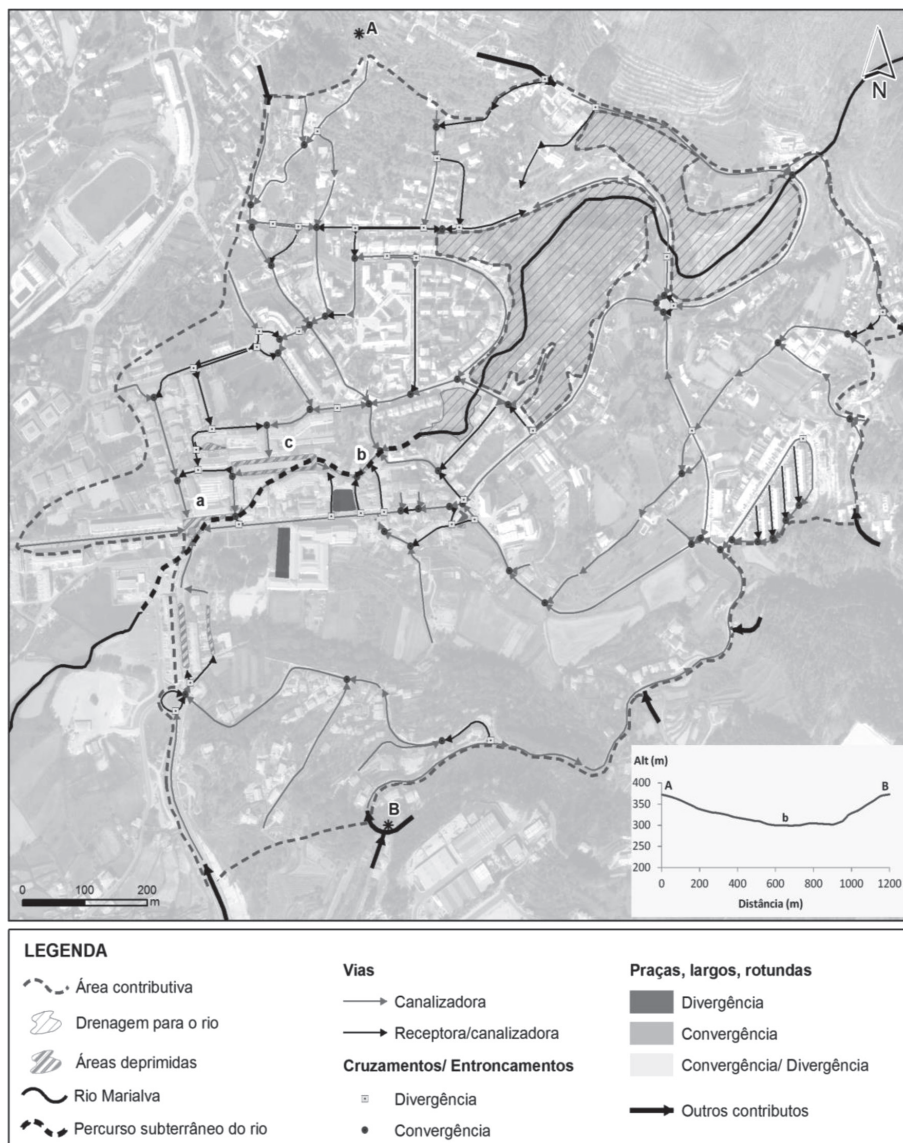 A
N
c
b
a
B
0 100 200
m
Alt (m)
400
350
300
250
200
A
b
B
0 200 400 600 800 1000 1200
Distância (m)
LEGENDA
Área contributiva
Drenagem para o rio
Áreas deprimidas
Rio Marialva
Percurso subterrâneo do rio
Vias
Canalizadora
Receptora/canalizadora
Cruzamentos/ Entroncamentos
Divergência
Convergência
Praças, largos, rotundas
Divergência
Convergência
Convergência/ Divergência
Outros contributos